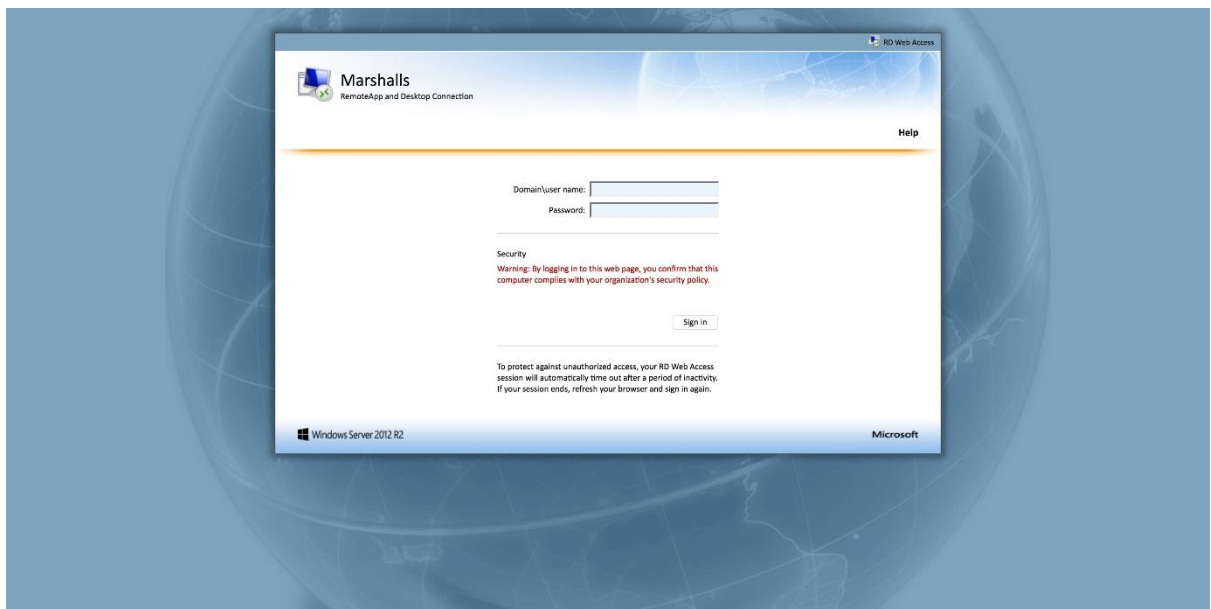 RD Web Access
Marshalls
RemoteApp and Desktop Connection
Help
Domain\user name:
Password:
Security
Warning: By logging in to this web page, you confirm that this
computer complies with your organization's security policy.
Sign in
To protect against unauthorized access, your RD Web Access
session will automatically time out after a period of inactivity.
If your session ends, refresh your browser and sign in again.
Windows Server 2012 R2
Microsoft